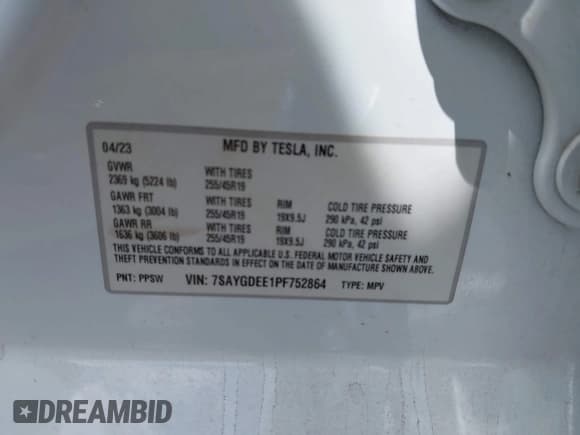 04/23 MFD BY TESLA, INC.
GVWR WITH TIRES
2369 kg (5224 lb) 255/45R19
GAWR FRT WITH TIRES RIM COLD TIRE PRESSURE
1363 kg (3004 lb) 255/45R19 19X9.5J 290 kPa, 42 psi
GAWR RR WITH TIRES RIM COLD TIRE PRESSURE
1636 kg (3606 lb) 255/45R19 19X9.5J 290 kPa, 42 psi
THIS VEHICLE CONFORMS TO ALL APPLICABLE U.S. FEDERAL MOTOR VEHICLE SAFETY AND
THEFT PREVENTION STANDARDS IN EFFECT ON THE DATE OF MANUFACTURE SHOWN ABOVE.
PNT: PPSW VIN: 7SAYGDEE1PF752864 TYPE: MPV
DREAMBID